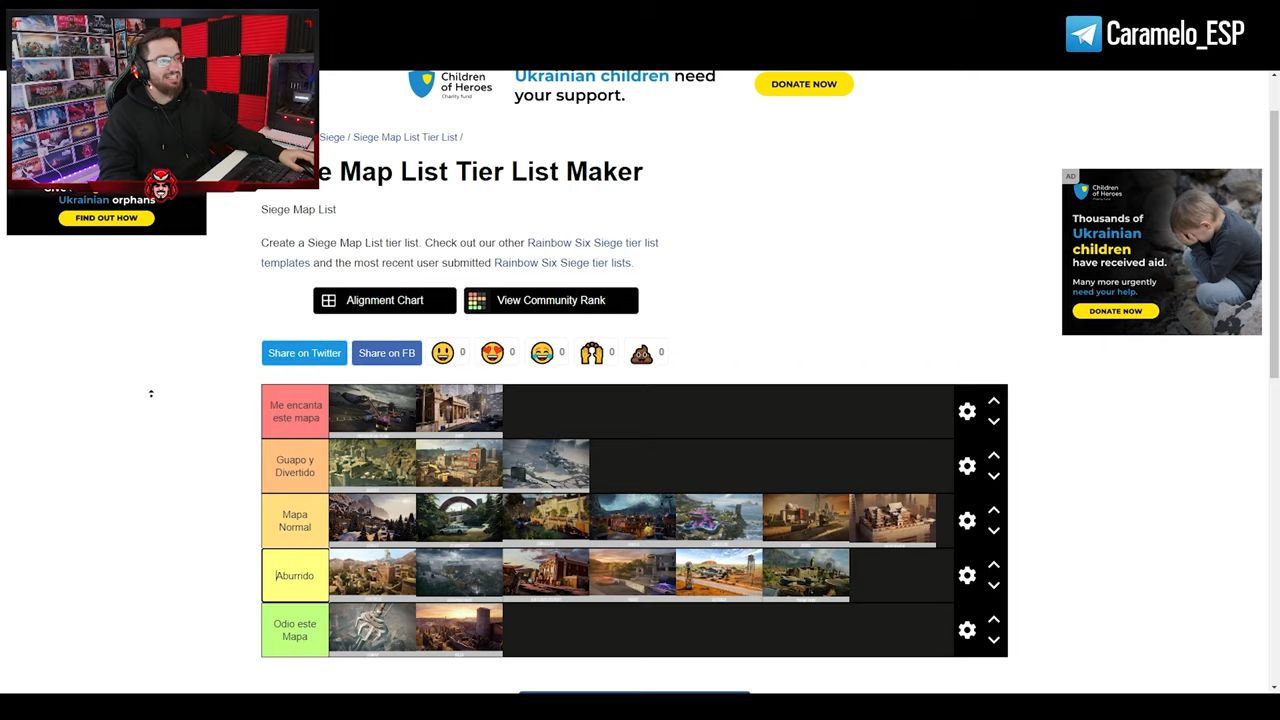 Caramelo_ESP
Children
of Heroes
Charity fund
Ukrainian children need
your support.
DONATE NOW
Siege / Siege Map List Tier List /
e Map List Tier List Maker
Ukrainian orphans
FIND OUT HOW
Siege Map List
Create a Siege Map List tier list. Check out our other Rainbow Six Siege tier list
templates and the most recent user submitted Rainbow Six Siege tier lists.
Alignment Chart
View Community Rank
Share on Twitter
Share on FB
0
0
0
0
0
AD
Children
of Heroes
Charity fund
Thousands of
Ukrainian
children
have received aid.
Many more urgently
need your help.
DONATE NOW
Me encanta
este mapa
Guapo y
Divertido
Mapa
Normal
Aburrido
Odio este
Mapa